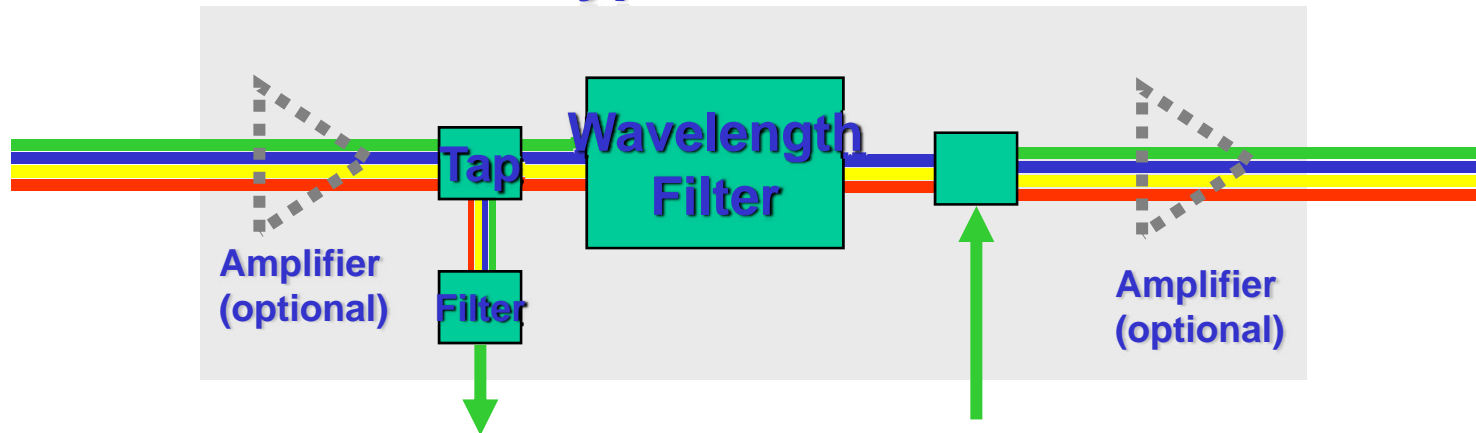 Tap
Wavelength
Filter
Amplifier
(optional)
Filter
Amplifier
(optional)